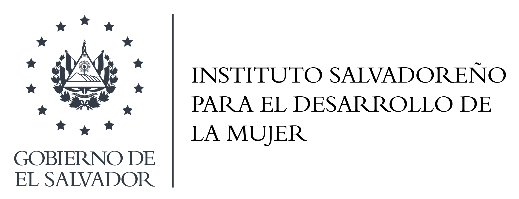 GOBIERNO DE
EL SALVADOR
INSTITUTO SALVADOREÑO
PARA EL DESARROLLO DE
LA MUJER